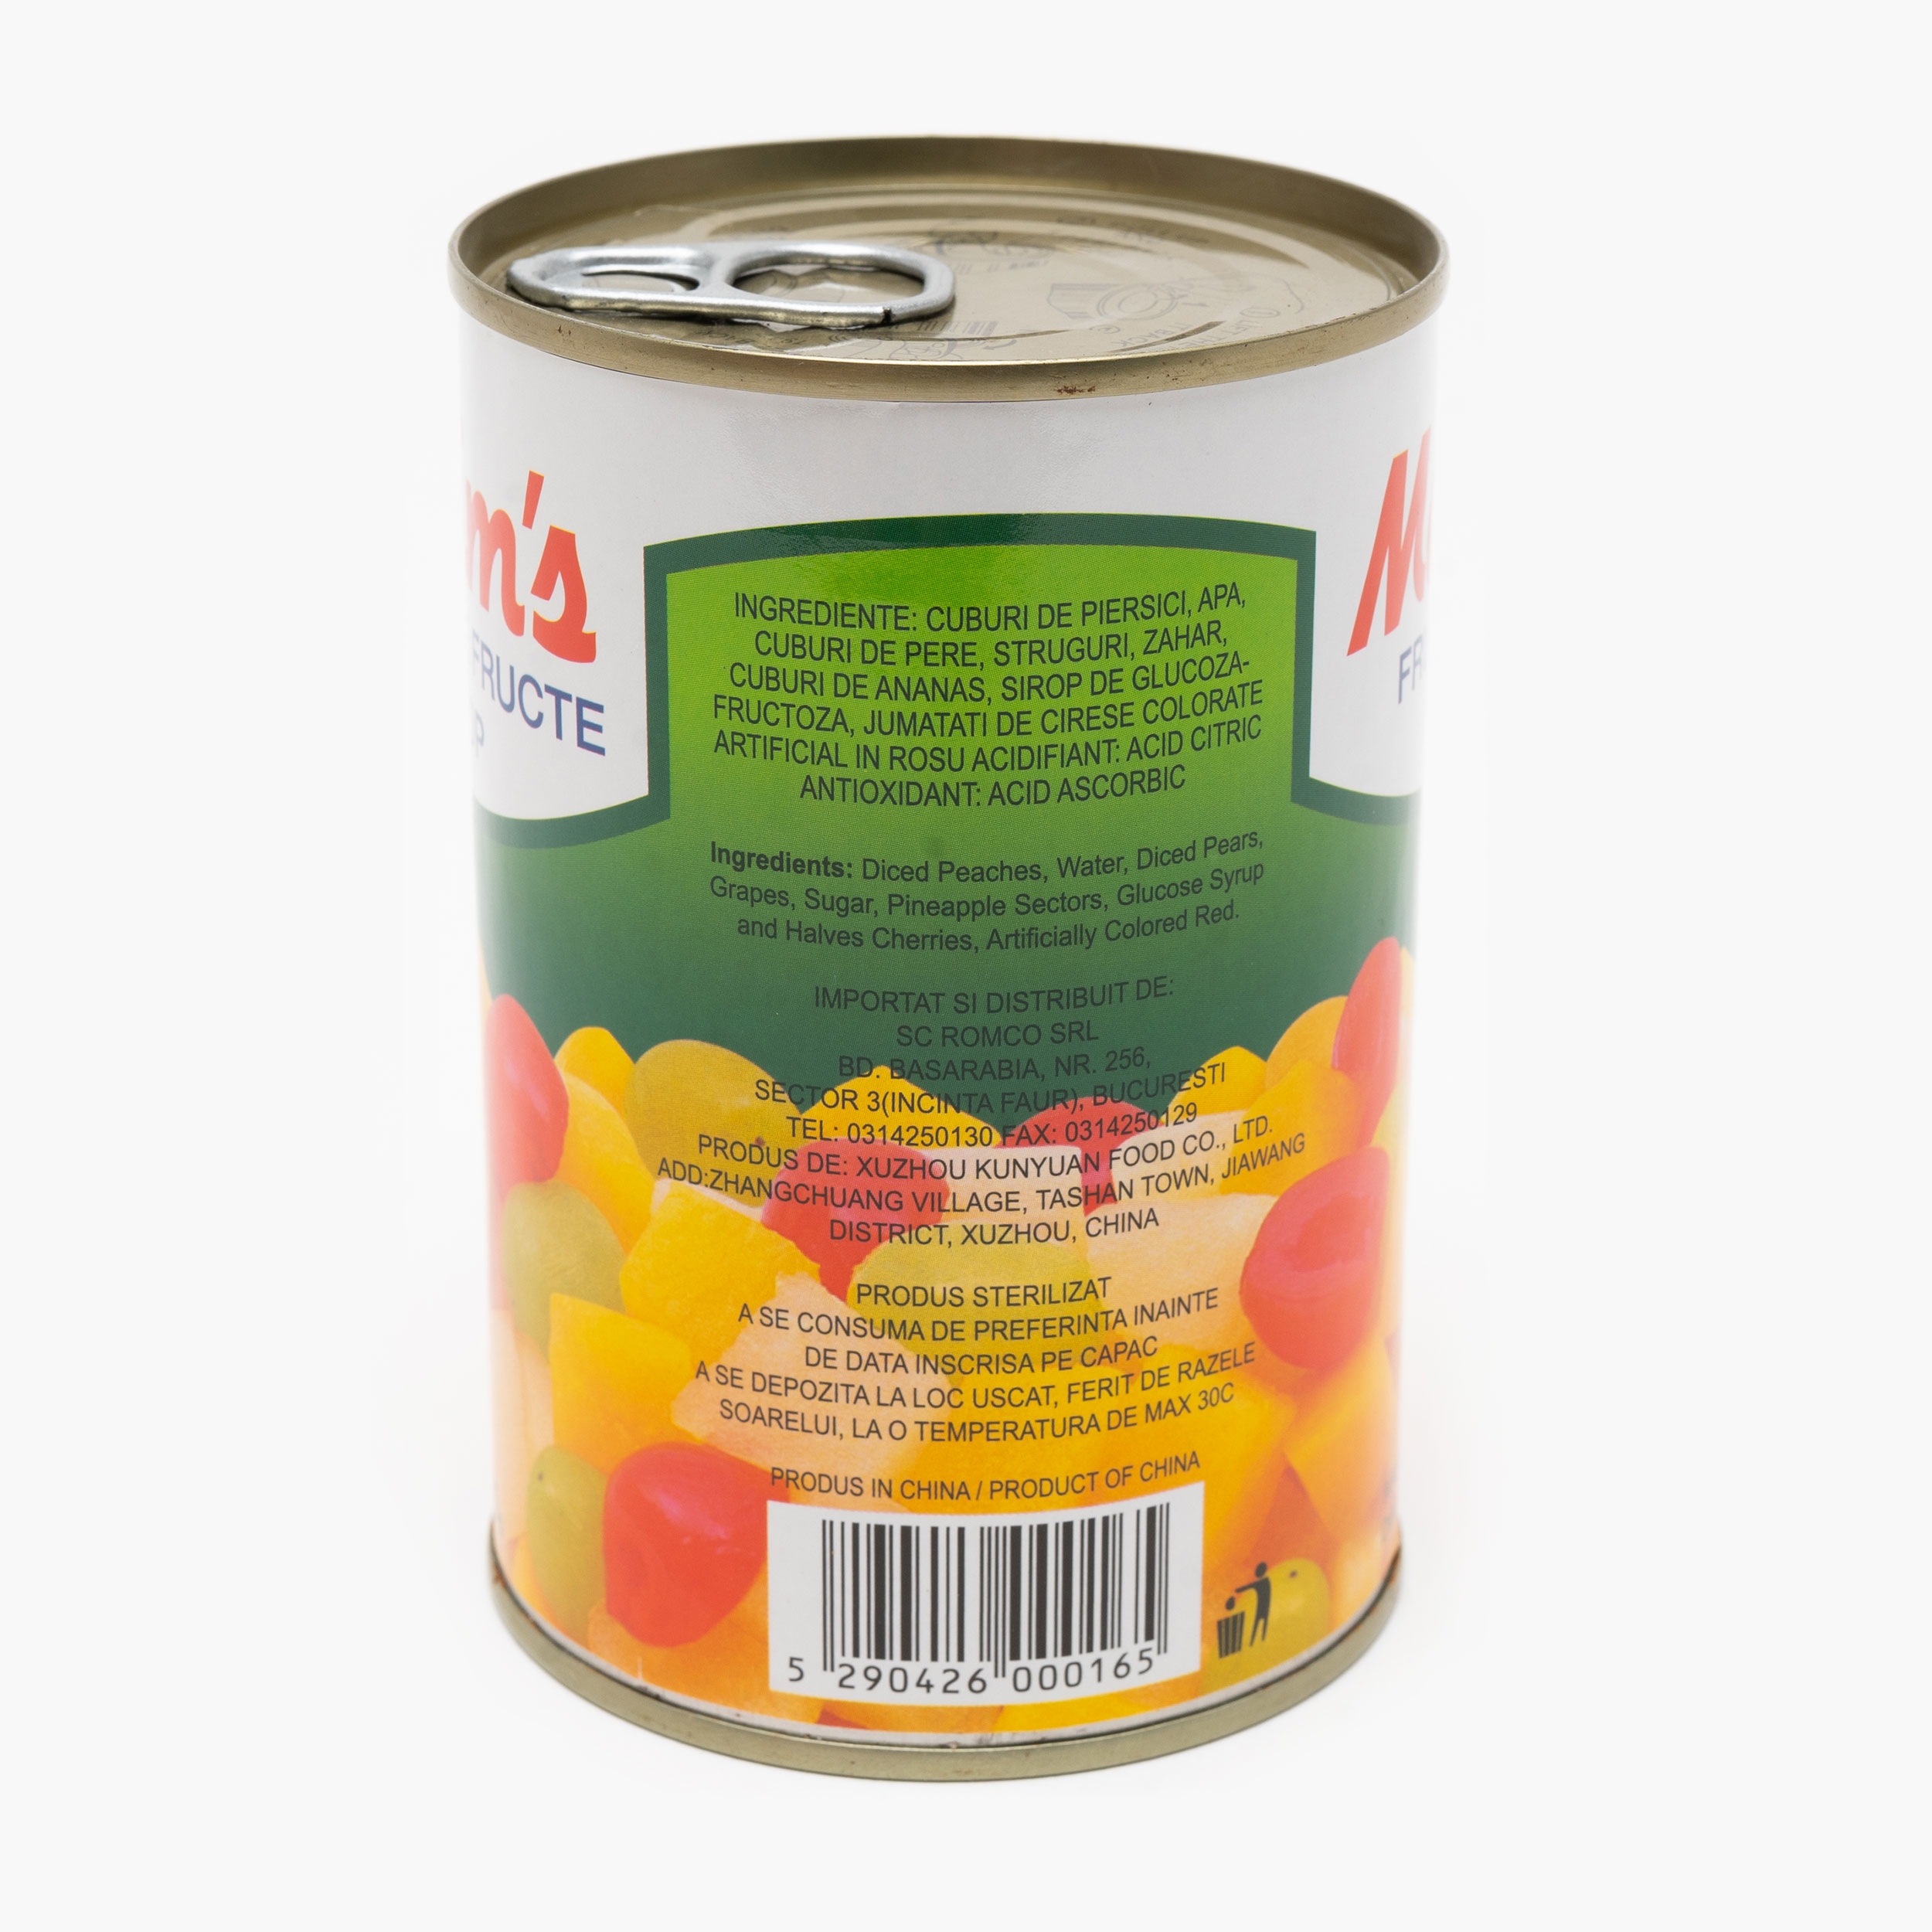 m's
FRUCTE
INGREDIENTE: CUBURI DE PIERSICI, APA,
CUBURI DE PERE, STRUGURI, ZAHAR,
CUBURI DE ANANAS, SIROP DE GLUCOZA-
FRUCTOZA, JUMATATI DE CIRESE COLORATE
ARTIFICIAL IN ROSU ACIDIFIANT: ACID CITRIC
ANTIOXIDANT: ACID ASCORBIC
Ingredients: Diced Peaches, Water, Diced Pears,
Grapes, Sugar, Pineapple Sectors, Glucose Syrup
and Halves Cherries, Artificially Colored Red.
IMPORTAT SI DISTRIBUIT DE:
SC ROMCO SRL
BD. BASARABIA, NR. 256,
SECTOR 3(INCINTA FAUR), BUCURESTI
TEL: 0314250130 FAX: 0314250129
PRODUS DE: XUZHOU KUNYUAN FOOD CO., LTD.
ADD:ZHANGCHUANG VILLAGE, TASHAN TOWN, JIAWANG
DISTRICT, XUZHOU, CHINA
PRODUS STERILIZAT
A SE CONSUMA DE PREFERINTA INAINTE
DE DATA INSCRISA PE CAPAC
A SE DEPOZITA LA LOC USCAT, FERIT DE RAZELE
SOARELUI, LA O TEMPERATURA DE MAX 30C
PRODUS IN CHINA / PRODUCT OF CHINA
5 290426 000165